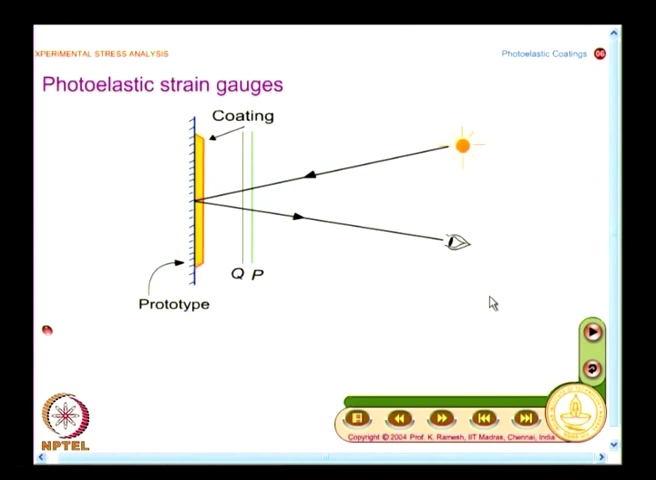 XPERIMENTAL STRESS ANALYSIS
Photoelastic Coatings 06
Photoelastic strain gauges
Coating
Q P
Prototype
NPTEL
Copyright © 2004 Prof. K. Ramesh, IIT Madras, Chennai, India